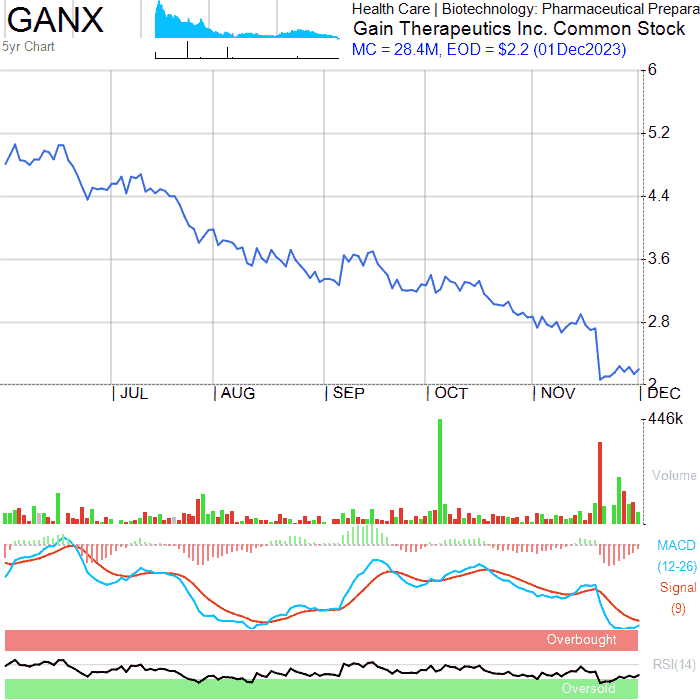 GANX
5yr Chart
Health Care | Biotechnology: Pharmaceutical Prepara
Gain Therapeutics Inc. Common Stock
MC = 28.4M, EOD = $2.2 (01Dec2023)
6
5.2
4.4
3.6
2.8
2
| JUL | AUG | SEP | OCT | NOV | DEC
446k
Volume
MACD
(12-26)
Signal
(9)
Overbought
RSI(14)
Oversold